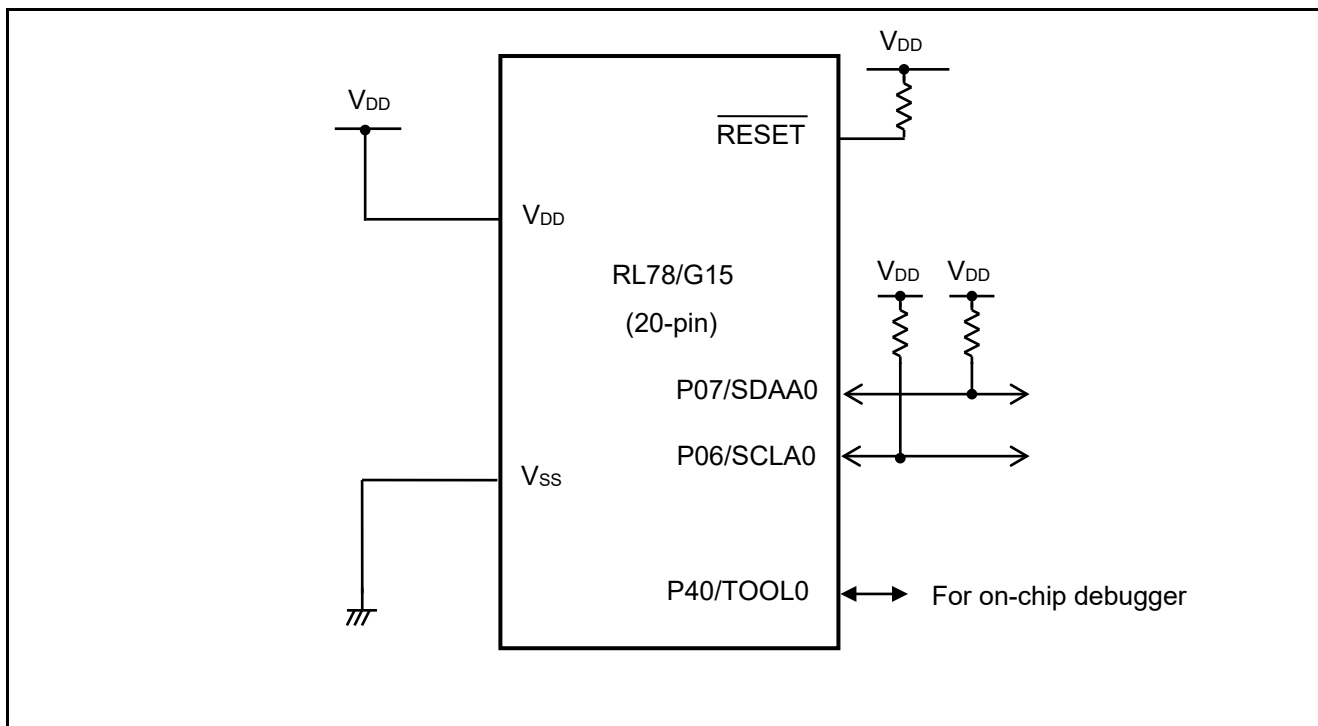 VDD
VDD
RESET
VDD
RL78/G15
(20-pin)
VDD VDD
P07/SDAA0
P06/SCLA0
VSS
P40/TOOL0
For on-chip debugger